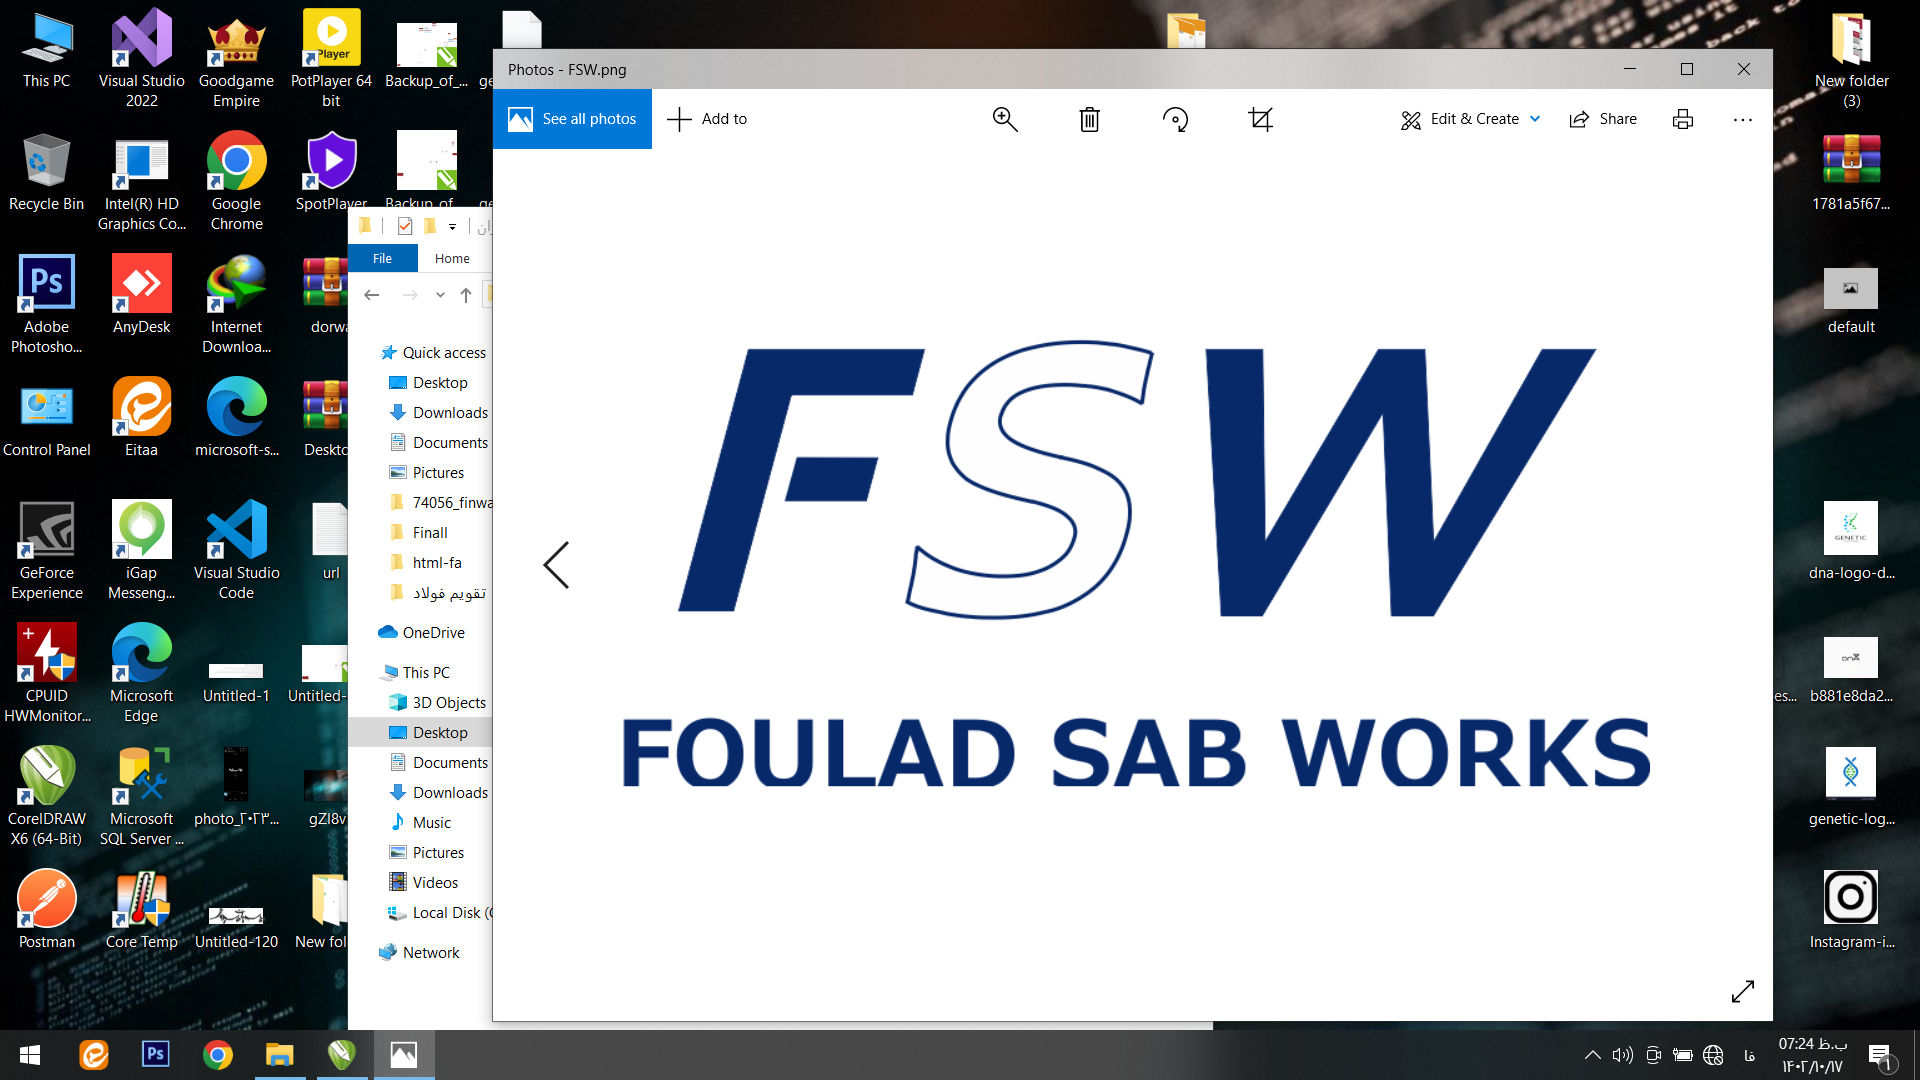 This PC
Visual Studio
2022
Goodgame
Empire
PotPlayer 64
bit
Backup_of_...
Recycle Bin
Intel(R) HD
Graphics Co...
Google
Chrome
SpotPlayer
Backup_of_
Adobe
Photosho...
AnyDesk
Internet
Downloa...
Control Panel
Eitaa
microsoft-s...
GeForce
Experience
iGap
Messeng...
Visual Studio
Code
url
CPUID
HWMonitor...
Microsoft
Edge
Untitled-1
Untitled-
CorelDRAW
X6 (64-Bit)
Microsoft
SQL Server ...
photo_۲۰۲۳...
gZI8v
Postman
Core Temp
Untitled-120
New fol
File
Home
Quick access
Desktop
Downloads
Documents
Pictures
74056_finwa
Finall
html-fa
تقویم فولاد
OneDrive
This PC
3D Objects
Desktop
Documents
Downloads
Music
Pictures
Videos
Local Disk (
Network
Photos - FSW.png
See all photos
Add to
Edit & Create
Share
FSW
FOULAD SAB WORKS
New folder
(3)
1781a5f67...
default
GENETIC
dna-logo-d...
es...
b881e8da2...
genetic-log...
Instagram-i...
Ps
فا
07:24 ب.ظ
۱۴۰۲/۱۰/۱۷
۱